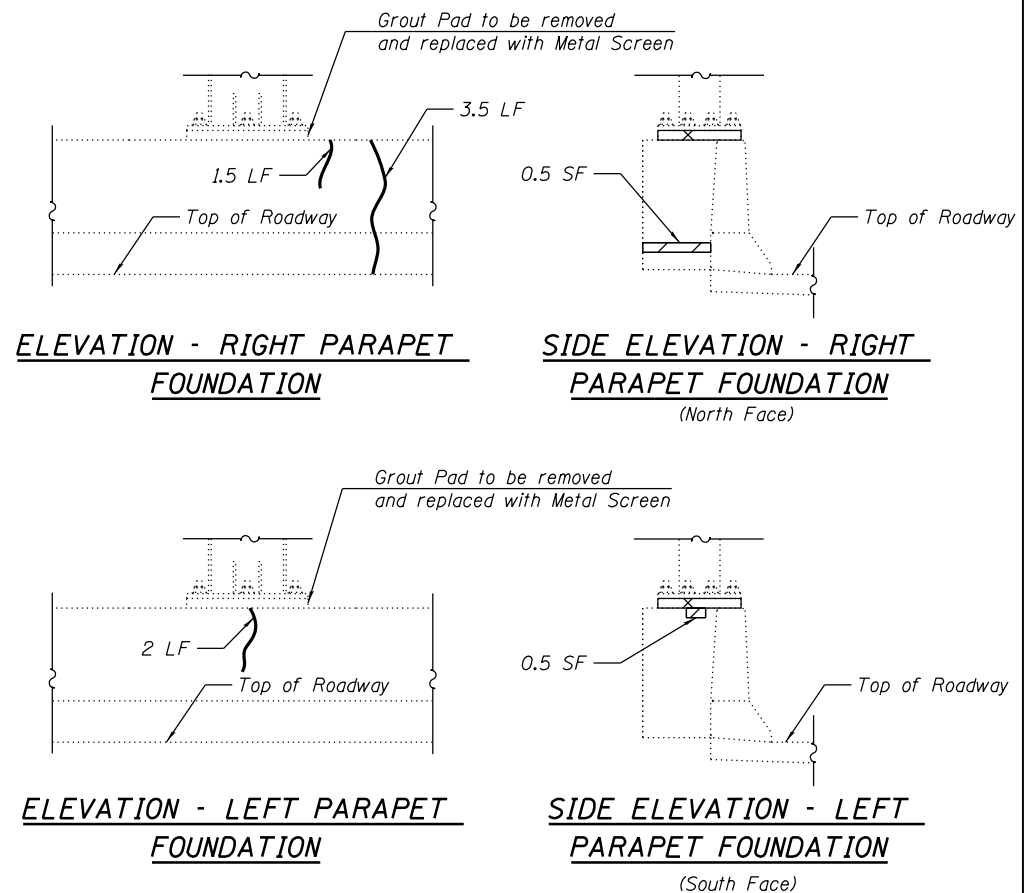 Grout Pad to be removed
and replaced with Metal Screen
3.5 LF
1.5 LF
Top of Roadway
ELEVATION - RIGHT PARAPET
FOUNDATION
0.5 SF
Top of Roadway
SIDE ELEVATION - RIGHT
PARAPET FOUNDATION
(North Face)
Grout Pad to be removed
and replaced with Metal Screen
2 LF
Top of Roadway
ELEVATION - LEFT PARAPET
FOUNDATION
0.5 SF
Top of Roadway
SIDE ELEVATION - LEFT
PARAPET FOUNDATION
(South Face)